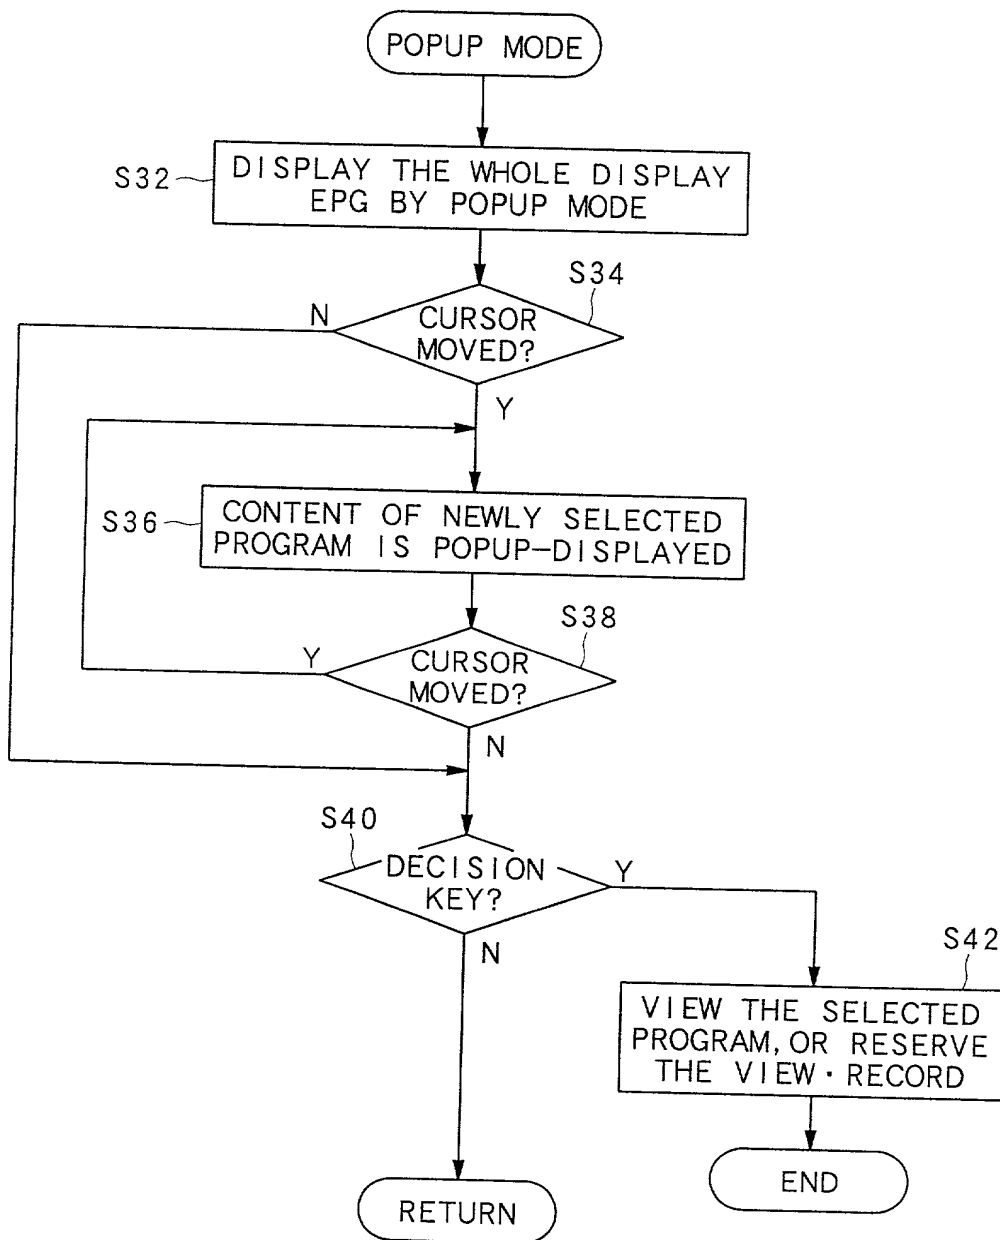 POPUP MODE
S32
DISPLAY THE WHOLE DISPLAY
EPG BY POPUP MODE
S34
N
CURSOR
MOVED?
Y
S36
CONTENT OF NEWLY SELECTED
PROGRAM IS POPUP-DISPLAYED
S38
Y
CURSOR
MOVED?
N
S40
DECISION
KEY?
Y
N
S42
VIEW THE SELECTED
PROGRAM, OR RESERVE
THE VIEW・RECORD
END
RETURN